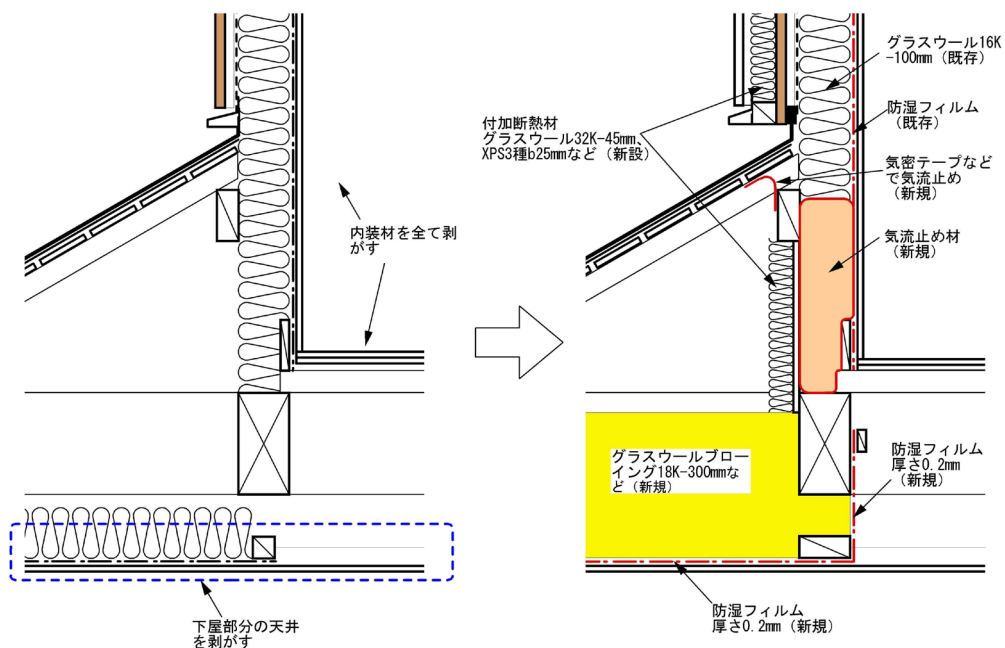 内装材を全て剥
がす
下屋部分の天井
を剥がす
付加断熱材
グラスウール32K-45mm、
XPS3種b25mmなど（新設）
グラスウール16K
-100mm（既存）
防湿フィルム
（既存）
気密テープなど
で気流止め
（新規）
気流止め材
（新規）
グラスウールブロー
イング18K-300mmな
ど（新規）
防湿フィルム
厚さ0.2mm
（新規）
防湿フィルム
厚さ0.2mm（新規）